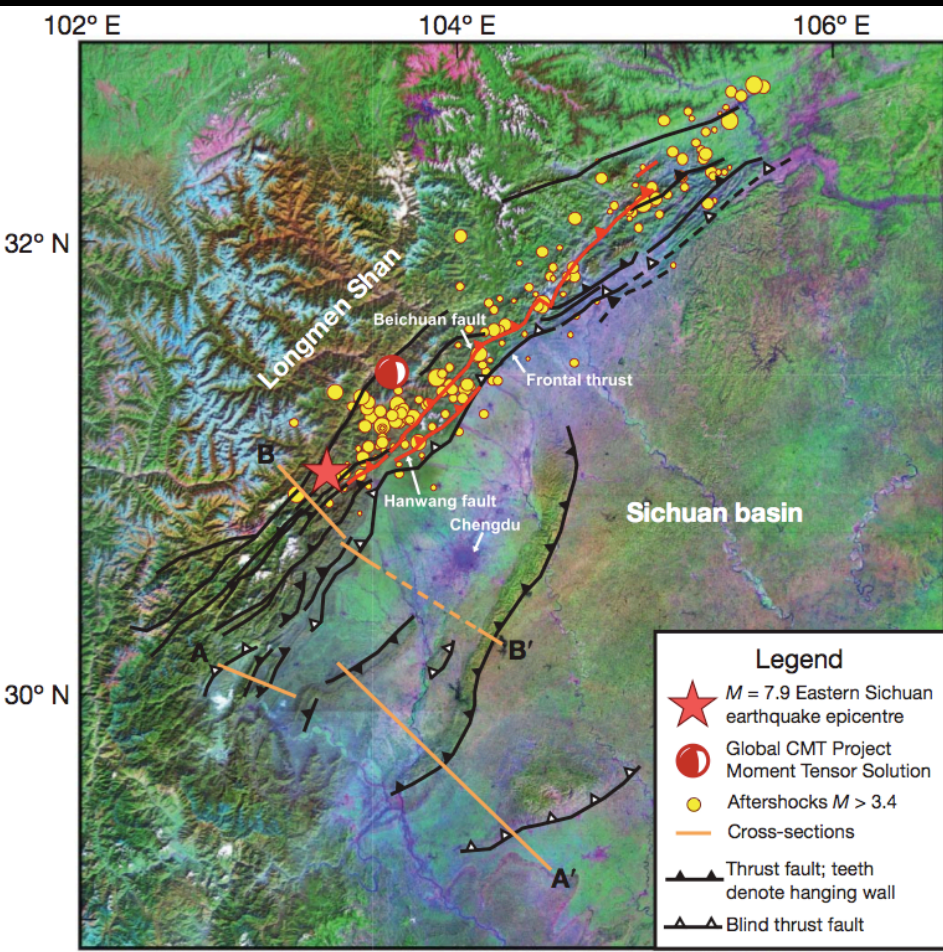 102° E
104° E
106° E
32° N
30° N
Longmen Shan
Beichuan fault
Frontal thrust
B
Hanwang fault
Chengdu
Sichuan basin
A
B′
A′
Legend
M = 7.9 Eastern Sichuan
earthquake epicentre
Global CMT Project
Moment Tensor Solution
Aftershocks M > 3.4
Cross-sections
Thrust fault; teeth
denote hanging wall
Blind thrust fault